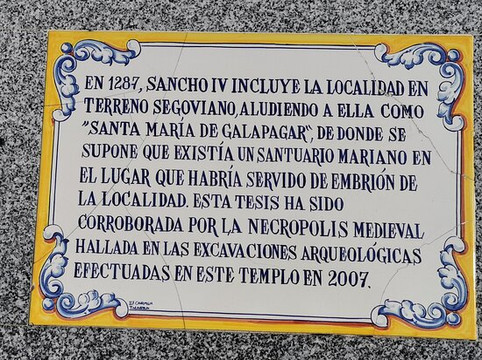 EN 1287, SANCHO IV INCLUYE LA LOCALIDAD EN
TERRENO SEGOVIANO, ALUDIENDO A ELLA COMO
"SANTA MARÍA DE GALAPAGAR", DE DONDE SE
SUPONE QUE EXISTÍA UN SANTUARIO MARIANO EN
EL LUGAR QUE HABRÍA SERVIDO DE EMBRIÓN DE
LA LOCALIDAD. ESTA TESIS HA SIDO
CORROBORADA POR LA NECROPOLIS MEDIEVAL
HALLADA EN LAS EXCAVACIONES ARQUEOLÓGICAS
EFECTUADAS EN ESTE TEMPLO EN 2007.